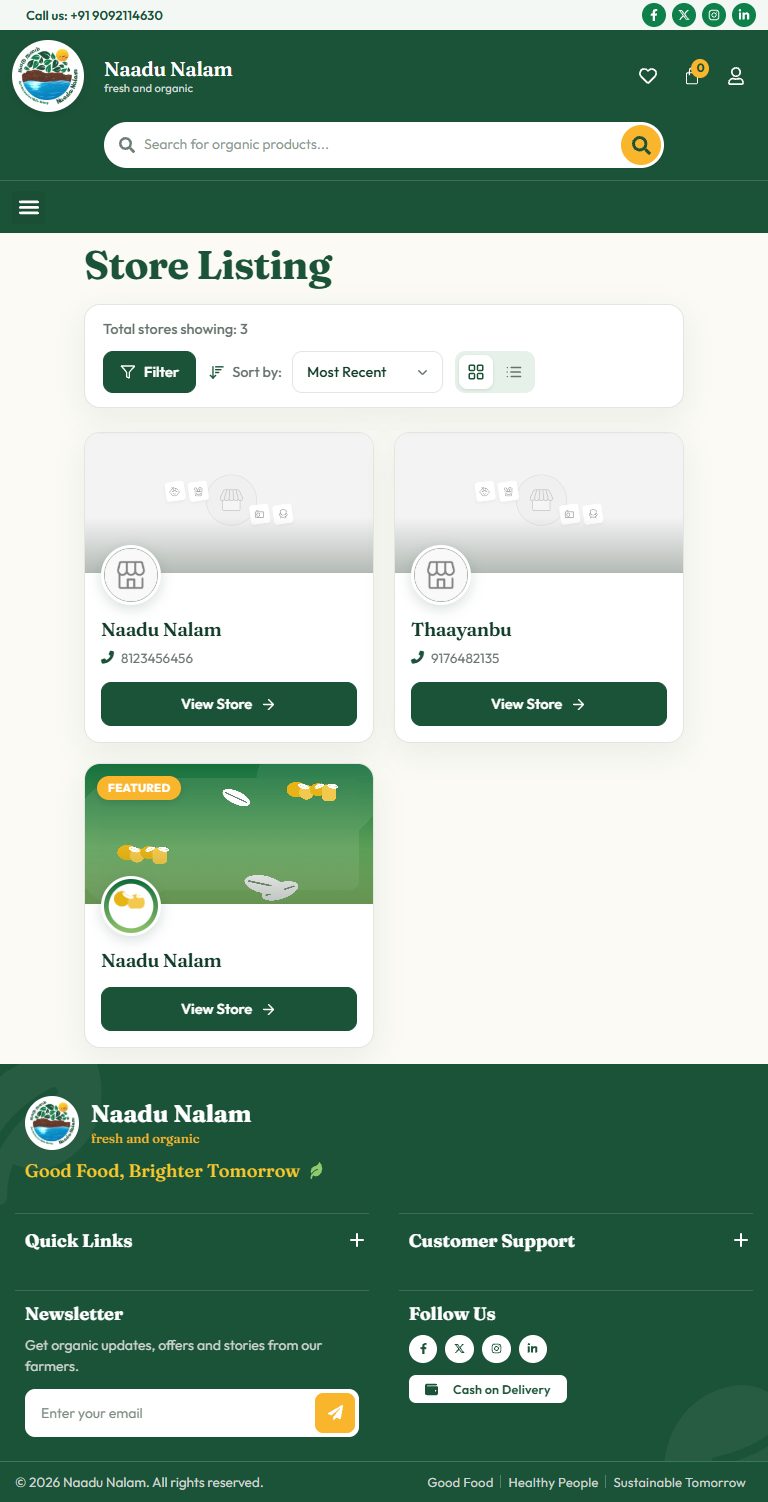 Call us: +91 9092114630
Naadu Nalam
fresh and organic
0
Search for organic products...
Store Listing
Total stores showing: 3
Filter
Sort by:
Most Recent
Naadu Nalam
8123456456
View Store
Thaayanbu
9176482135
View Store
FEATURED
Naadu Nalam
View Store
Naadu Nalam
fresh and organic
Good Food, Brighter Tomorrow
Quick Links
Customer Support
Newsletter
Get organic updates, offers and stories from our
farmers.
Enter your email
Follow Us
Cash on Delivery
© 2026 Naadu Nalam. All rights reserved.
Good Food | Healthy People | Sustainable Tomorrow